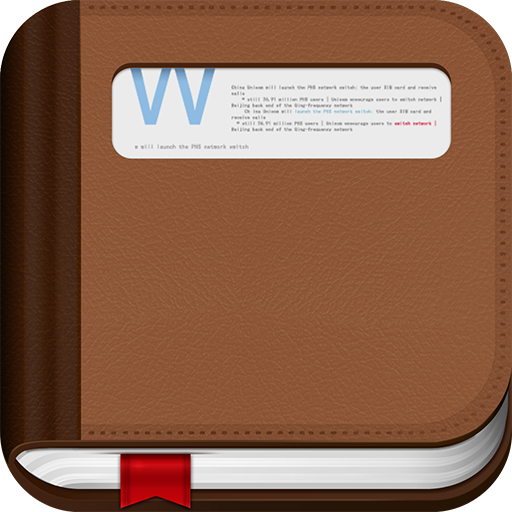 W
China Unicom will launch the PHS network switch: the user SIM card and receive
calls
* still 36.91 million PHS users | Unicom encourage users to switch network |
Beijing back end of the Qing-frequency network
Ch ina Unicom will launch the PHS network switch: the user SIM card and
receive calls
* still 36.91 million PHS users | Unicom encourage users to switch network |
Beijing back end of the Qing-frequency network
m will launch the PHS network switch